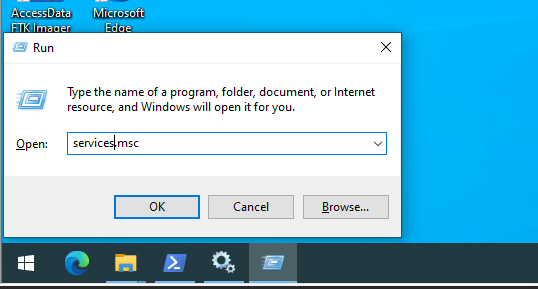 AccessData
FTK Imager
Microsoft
Edge
Run
Type the name of a program, folder, document, or Internet
resource, and Windows will open it for you.
Open:
services.msc
OK
Cancel
Browse...